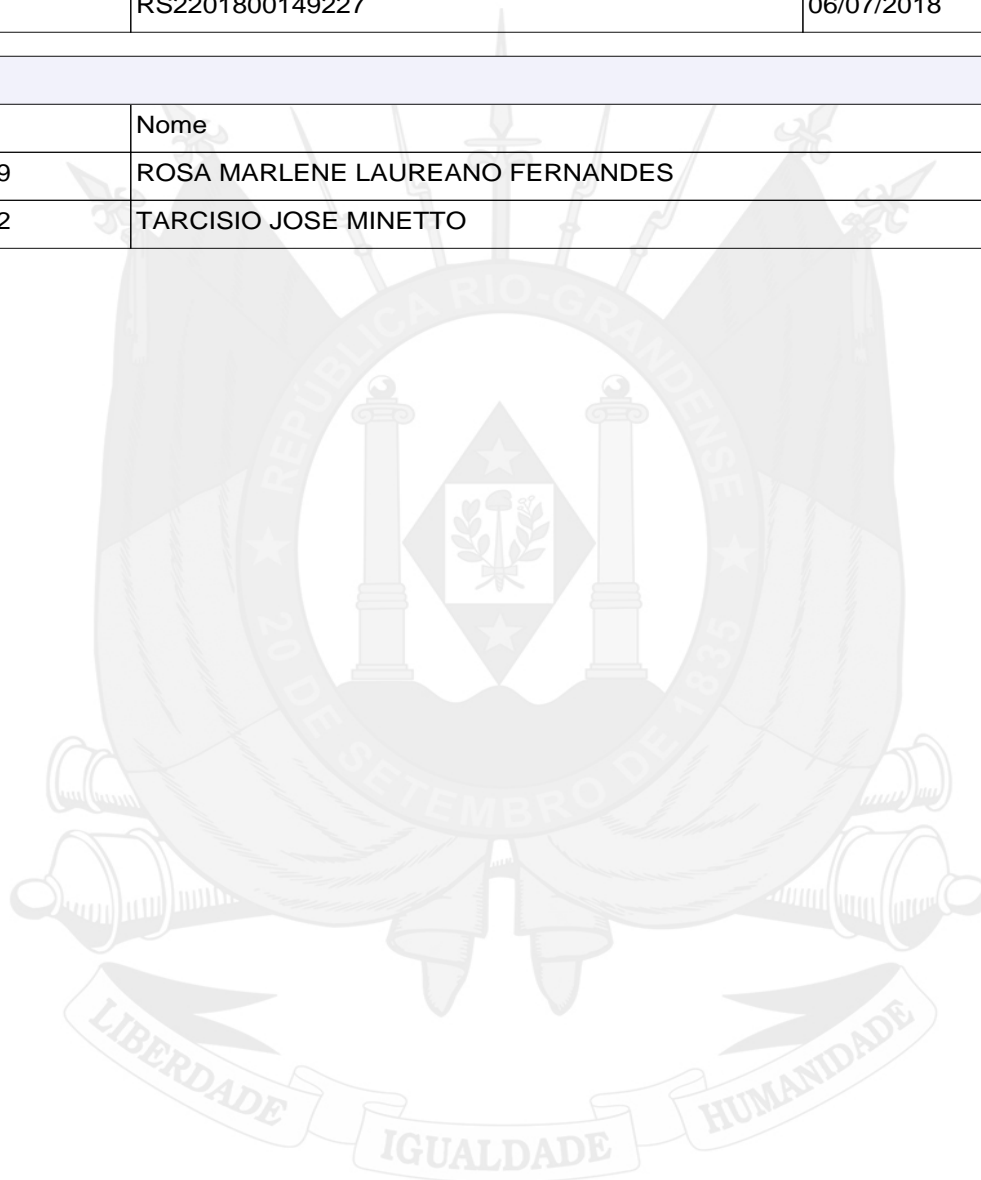 RS2201800149227 06/07/2018
Nome
9 ROSA MARLENE LAUREANO FERNANDES
2 TARCISIO JOSE MINETTO
REPÚBLICA RIO-GRANDENSE
★ 20 DE SETEMBRO DE 1835 ★
LIBERDADE IGUALDADE HUMANIDADE